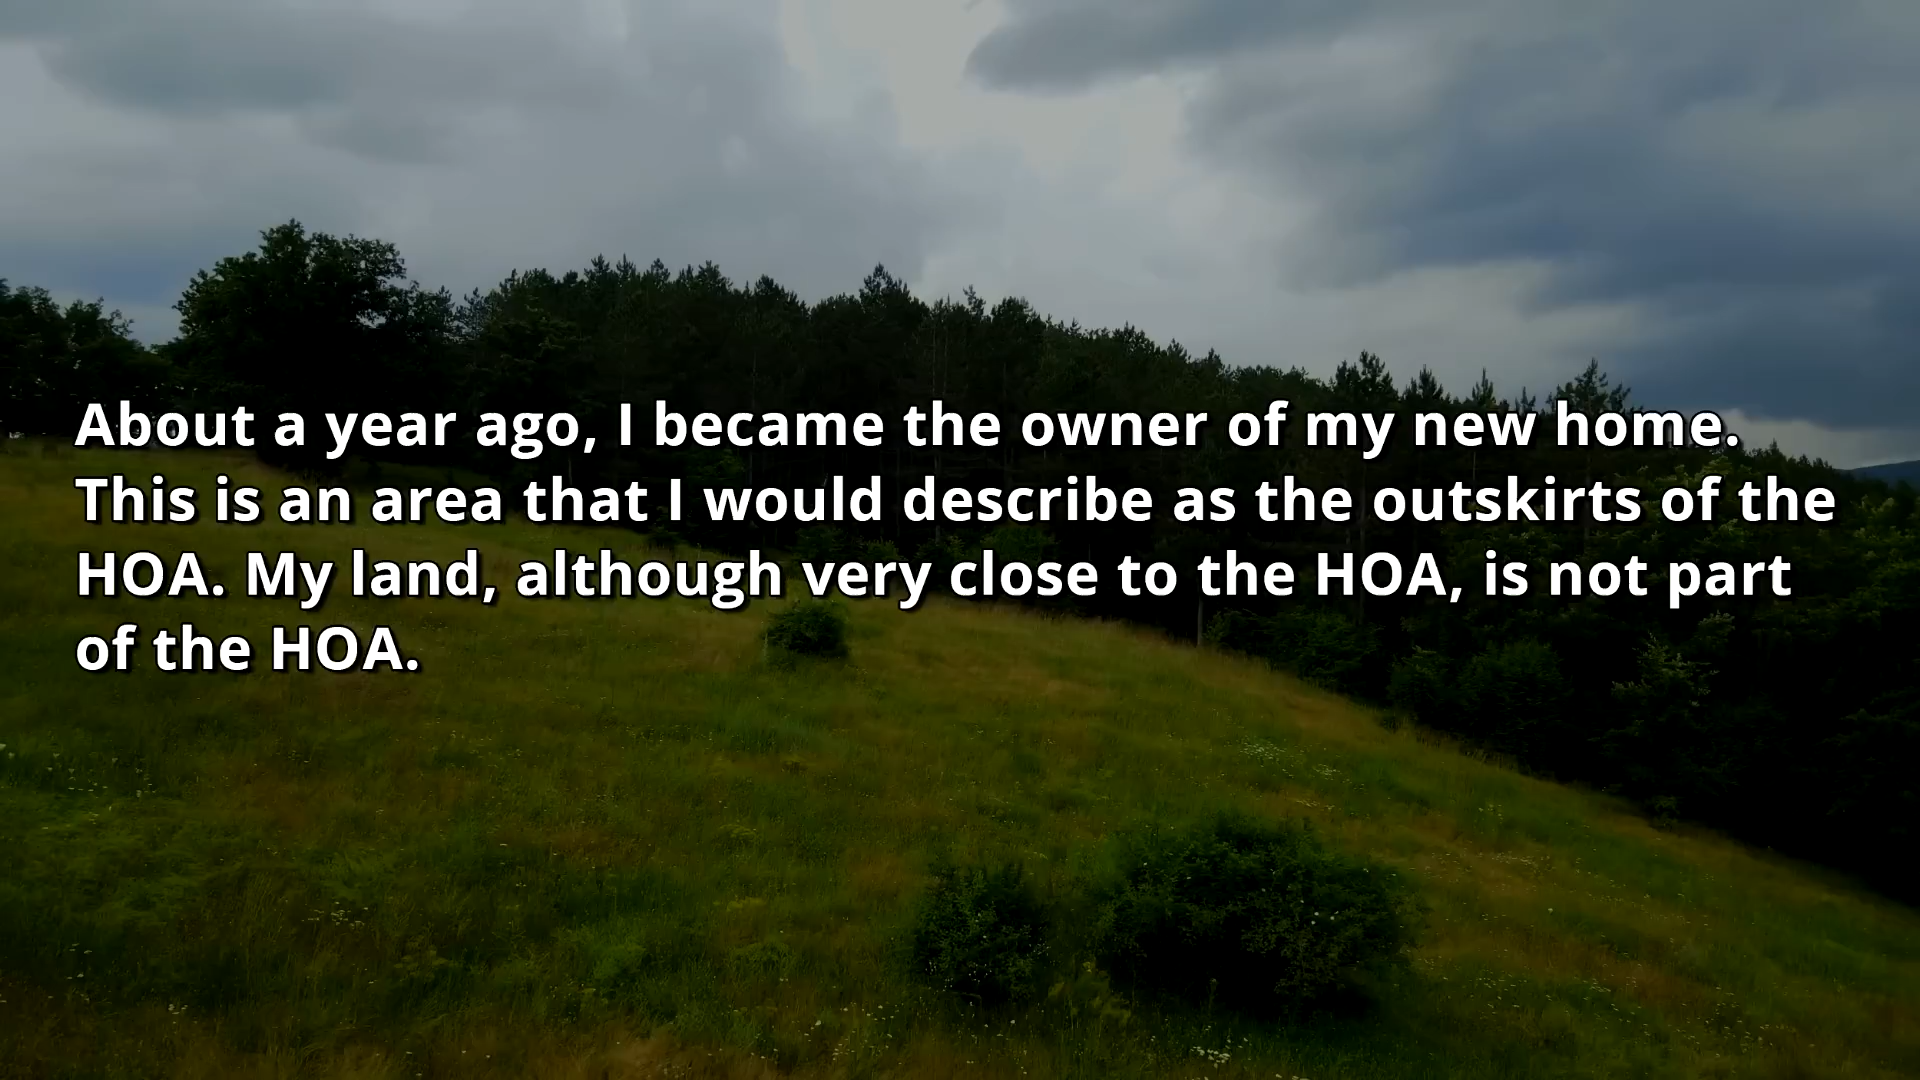 About a year ago, I became the owner of my new home.
This is an area that I would describe as the outskirts of the
HOA. My land, although very close to the HOA, is not part
of the HOA.